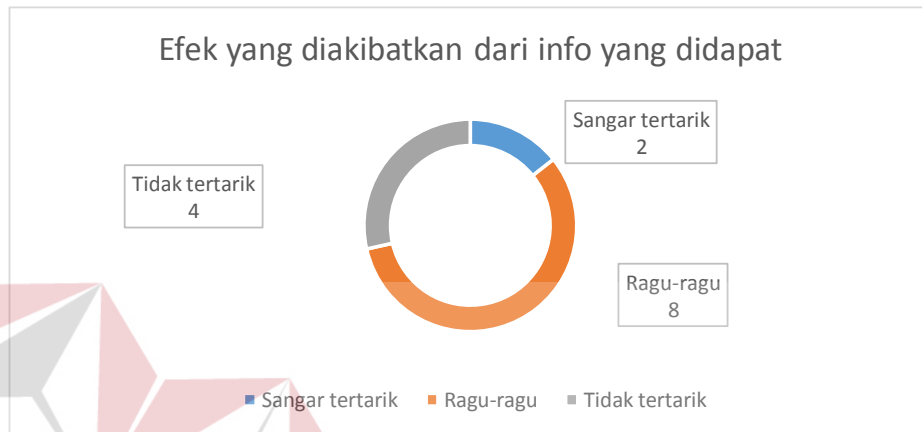 Efek yang diakibatkan dari info yang didapat
Sangar tertarik
2
Tidak tertarik
4
Ragu-ragu
8
Sangar tertarik Ragu-ragu Tidak tertarik